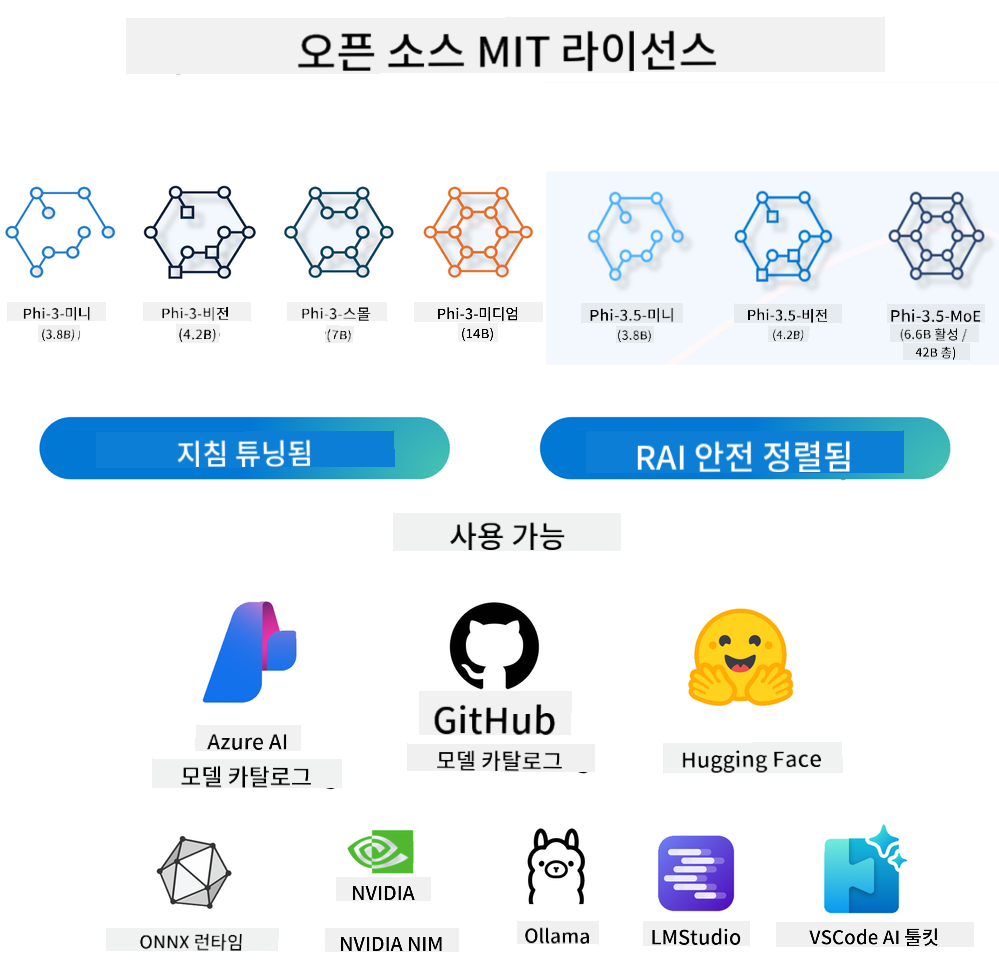 오픈 소스 MIT 라이선스
Phi-3-미니
(3.8B)
Phi-3-비전
(4.2B)
Phi-3-스몰
(7B)
Phi-3-미디엄
(14B)
Phi-3.5-미니
(3.8B)
Phi-3.5-비전
(4.2B)
Phi-3.5-MoE
(6.6B 활성 /
42B 총)
지침 튜닝됨
RAI 안전 정렬됨
사용 가능
Azure AI
모델 카탈로그
GitHub
모델 카탈로그
Hugging Face
ONNX 런타임
NVIDIA
NVIDIA NIM
Ollama
LMStudio
VSCode AI 툴킷